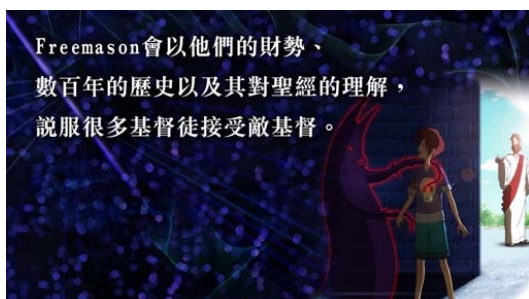 Freemason會以他們的財勢、
數百年的歷史以及其對聖經的理解，
説服很多基督徒接受敵基督。